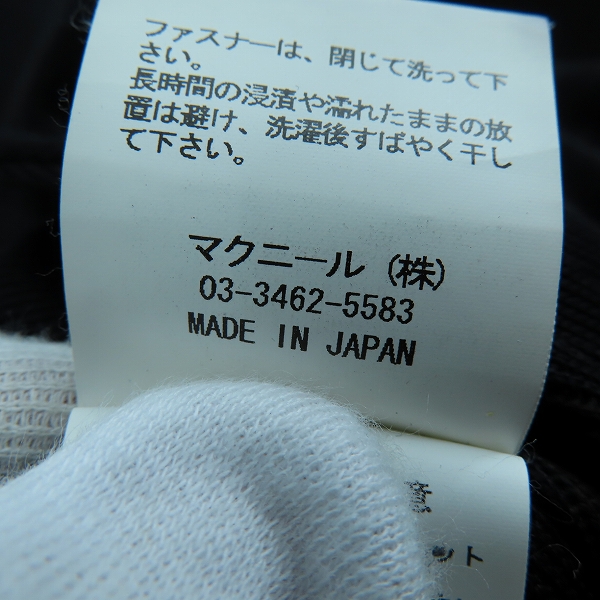 ファスナーは、閉じて洗って下
さい。
長時間の浸漬や濡れたままの放
置は避け、洗濯後すばやく干し
て下さい。
マクニール (株)
03-3462-5583
MADE IN JAPAN
意
ット